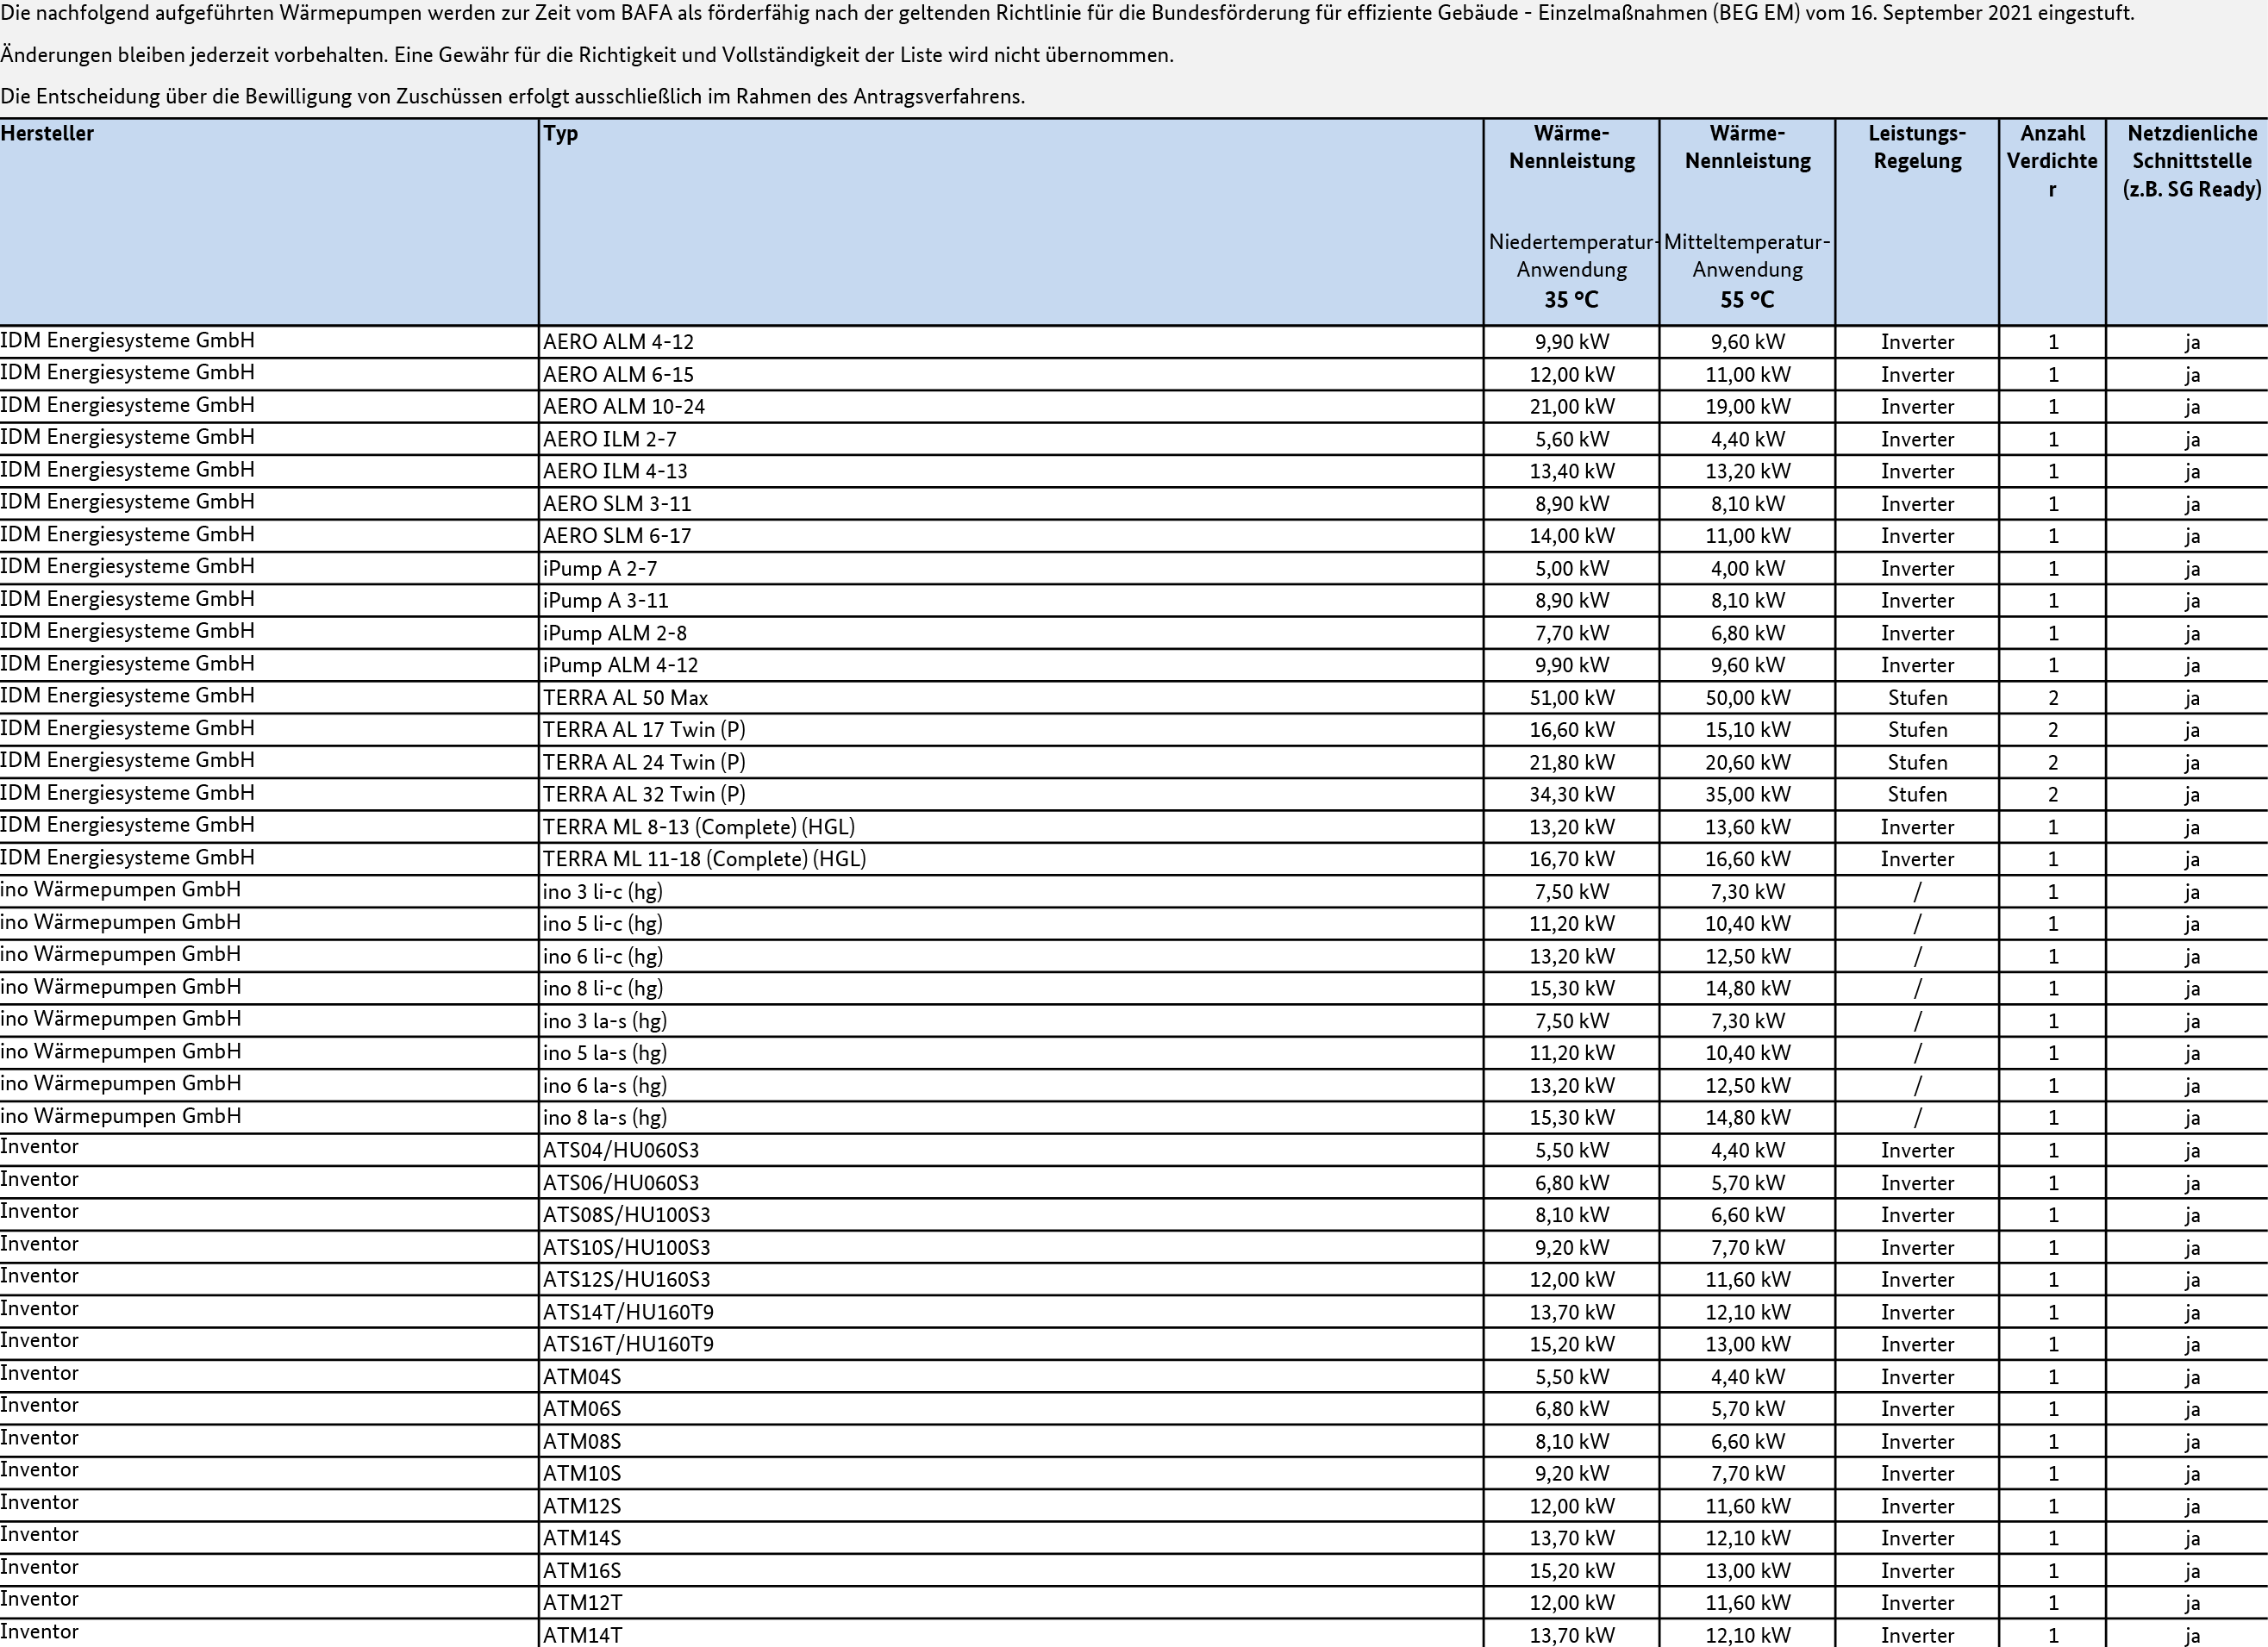 Die nachfolgend aufgeführten Wärmepumpen werden zur Zeit vom BAFA als förderfähig nach der geltenden Richtlinie für die Bundesförderung für effiziente Gebäude - Einzelmaßnahmen (BEG EM) vom 16. September 2021 eingestuft.
Änderungen bleiben jederzeit vorbehalten. Eine Gewähr für die Richtigkeit und Vollständigkeit der Liste wird nicht übernommen.
Die Entscheidung über die Bewilligung von Zuschüssen erfolgt ausschließlich im Rahmen des Antragsverfahrens.
Hersteller Typ Wärme- Wärme- Leistungs- Anzahl Netzdienliche
Nennleistung Nennleistung Regelung Verdichte Schnittstelle
r (z.B. SG Ready)
Niedertemperatur- Mitteltemperatur-
Anwendung Anwendung
35 °C 55 °C
IDM Energiesysteme GmbH AERO ALM 4-12 9,90 kW 9,60 kW Inverter 1 ja
IDM Energiesysteme GmbH AERO ALM 6-15 12,00 kW 11,00 kW Inverter 1 ja
IDM Energiesysteme GmbH AERO ALM 10-24 21,00 kW 19,00 kW Inverter 1 ja
IDM Energiesysteme GmbH AERO ILM 2-7 5,60 kW 4,40 kW Inverter 1 ja
IDM Energiesysteme GmbH AERO ILM 4-13 13,40 kW 13,20 kW Inverter 1 ja
IDM Energiesysteme GmbH AERO SLM 3-11 8,90 kW 8,10 kW Inverter 1 ja
IDM Energiesysteme GmbH AERO SLM 6-17 14,00 kW 11,00 kW Inverter 1 ja
IDM Energiesysteme GmbH iPump A 2-7 5,00 kW 4,00 kW Inverter 1 ja
IDM Energiesysteme GmbH iPump A 3-11 8,90 kW 8,10 kW Inverter 1 ja
IDM Energiesysteme GmbH iPump ALM 2-8 7,70 kW 6,80 kW Inverter 1 ja
IDM Energiesysteme GmbH iPump ALM 4-12 9,90 kW 9,60 kW Inverter 1 ja
IDM Energiesysteme GmbH TERRA AL 50 Max 51,00 kW 50,00 kW Stufen 2 ja
IDM Energiesysteme GmbH TERRA AL 17 Twin (P) 16,60 kW 15,10 kW Stufen 2 ja
IDM Energiesysteme GmbH TERRA AL 24 Twin (P) 21,80 kW 20,60 kW Stufen 2 ja
IDM Energiesysteme GmbH TERRA AL 32 Twin (P) 34,30 kW 35,00 kW Stufen 2 ja
IDM Energiesysteme GmbH TERRA ML 8-13 (Complete) (HGL) 13,20 kW 13,60 kW Inverter 1 ja
IDM Energiesysteme GmbH TERRA ML 11-18 (Complete) (HGL) 16,70 kW 16,60 kW Inverter 1 ja
ino Wärmepumpen GmbH ino 3 li-c (hg) 7,50 kW 7,30 kW / 1 ja
ino Wärmepumpen GmbH ino 5 li-c (hg) 11,20 kW 10,40 kW / 1 ja
ino Wärmepumpen GmbH ino 6 li-c (hg) 13,20 kW 12,50 kW / 1 ja
ino Wärmepumpen GmbH ino 8 li-c (hg) 15,30 kW 14,80 kW / 1 ja
ino Wärmepumpen GmbH ino 3 la-s (hg) 7,50 kW 7,30 kW / 1 ja
ino Wärmepumpen GmbH ino 5 la-s (hg) 11,20 kW 10,40 kW / 1 ja
ino Wärmepumpen GmbH ino 6 la-s (hg) 13,20 kW 12,50 kW / 1 ja
ino Wärmepumpen GmbH ino 8 la-s (hg) 15,30 kW 14,80 kW / 1 ja
Inventor ATS04/HU060S3 5,50 kW 4,40 kW Inverter 1 ja
Inventor ATS06/HU060S3 6,80 kW 5,70 kW Inverter 1 ja
Inventor ATS08S/HU100S3 8,10 kW 6,60 kW Inverter 1 ja
Inventor ATS10S/HU100S3 9,20 kW 7,70 kW Inverter 1 ja
Inventor ATS12S/HU160S3 12,00 kW 11,60 kW Inverter 1 ja
Inventor ATS14T/HU160T9 13,70 kW 12,10 kW Inverter 1 ja
Inventor ATS16T/HU160T9 15,20 kW 13,00 kW Inverter 1 ja
Inventor ATM04S 5,50 kW 4,40 kW Inverter 1 ja
Inventor ATM06S 6,80 kW 5,70 kW Inverter 1 ja
Inventor ATM08S 8,10 kW 6,60 kW Inverter 1 ja
Inventor ATM10S 9,20 kW 7,70 kW Inverter 1 ja
Inventor ATM12S 12,00 kW 11,60 kW Inverter 1 ja
Inventor ATM14S 13,70 kW 12,10 kW Inverter 1 ja
Inventor ATM16S 15,20 kW 13,00 kW Inverter 1 ja
Inventor ATM12T 12,00 kW 11,60 kW Inverter 1 ja
Inventor ATM14T 13,70 kW 12,10 kW Inverter 1 ja